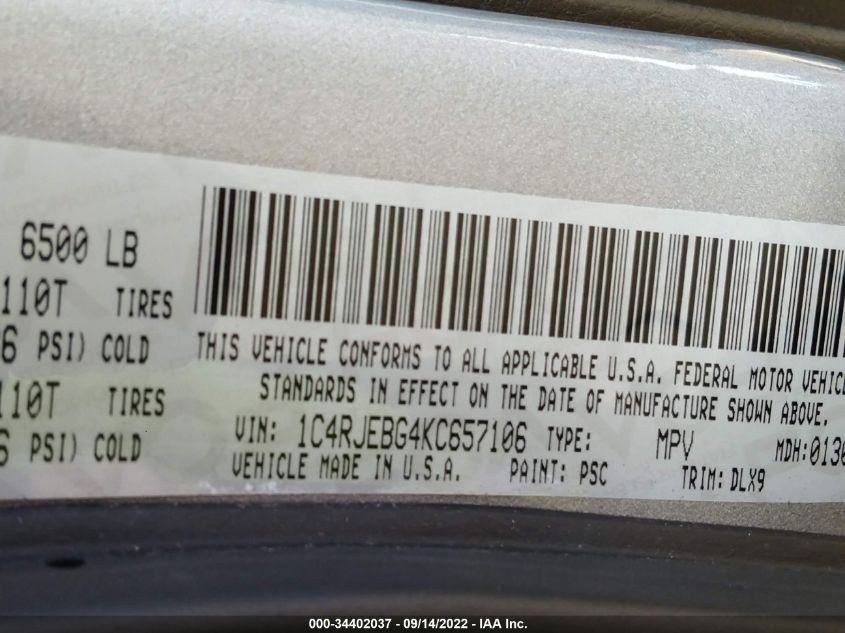 6500 LB
110T TIRES
6 PSI) COLD
110T TIRES
6 PSI) COLD
THIS VEHICLE CONFORMS TO ALL APPLICABLE U.S.A. FEDERAL MOTOR VEHIC
STANDARDS IN EFFECT ON THE DATE OF MANUFACTURE SHOWN ABOVE.
VIN: 1C4RJEBG4KC657106 TYPE: MPV MDH:0130
VEHICLE MADE IN U.S.A. PAINT: PSC TRIM: DLX9
000-34402037 - 09/14/2022 - IAA Inc.